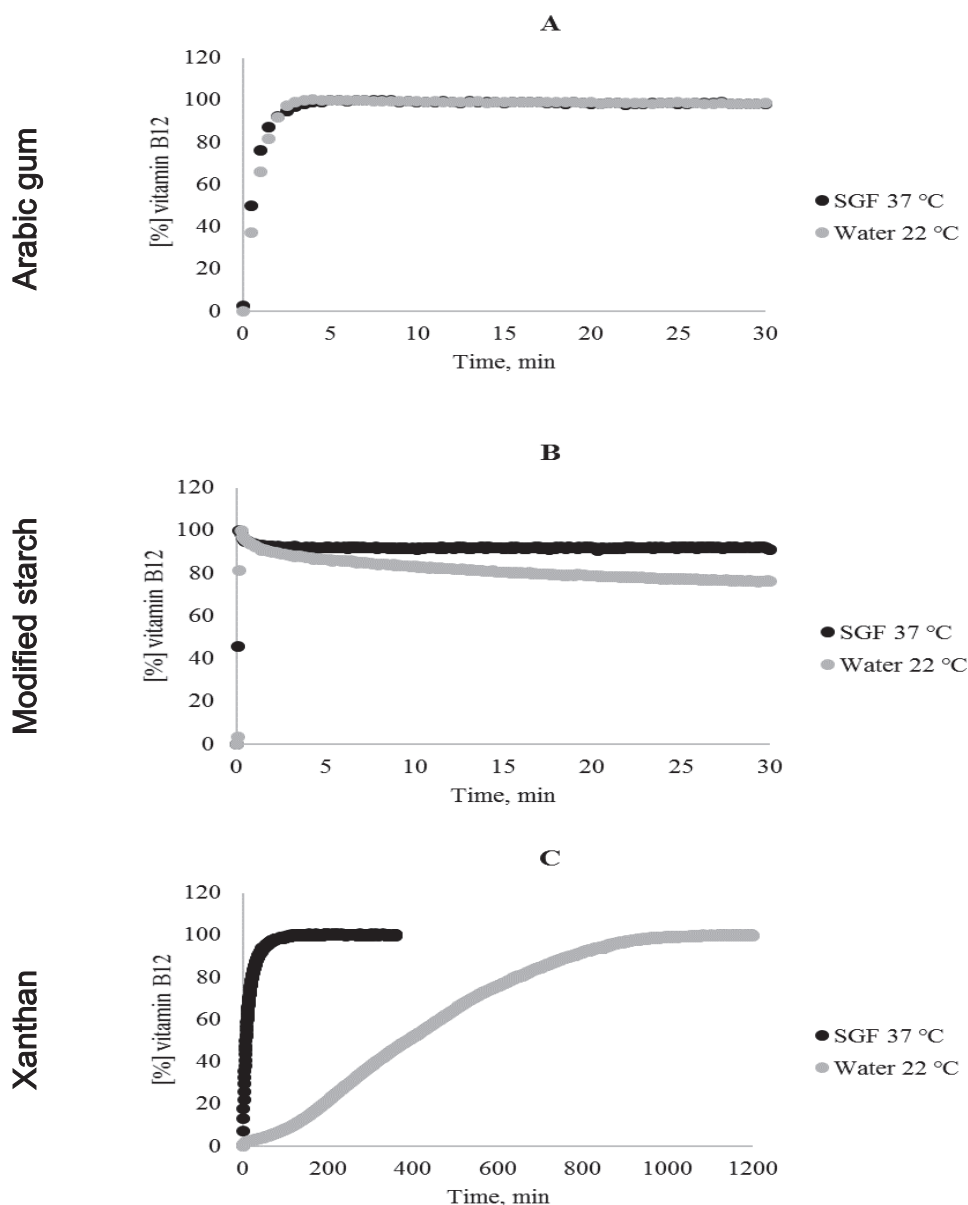 A
Arabic gum
[%] vitamin B12
120
100
80
60
40
20
0
0 5 10 15 20 25 30
Time, min
SGF 37 °C
Water 22 °C
B
Modified starch
[%] vitamin B12
120
100
80
60
40
20
0
0 5 10 15 20 25 30
Time, min
SGF 37 °C
Water 22 °C
C
Xanthan
[%] vitamin B12
120
100
80
60
40
20
0
0 200 400 600 800 1000 1200
Time, min
SGF 37 °C
Water 22 °C